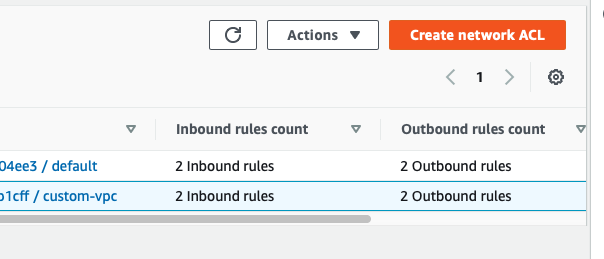 Actions
Create network ACL
1
Inbound rules count
Outbound rules count
04ee3 / default
2 Inbound rules
2 Outbound rules
b1cff / custom-vpc
2 Inbound rules
2 Outbound rules